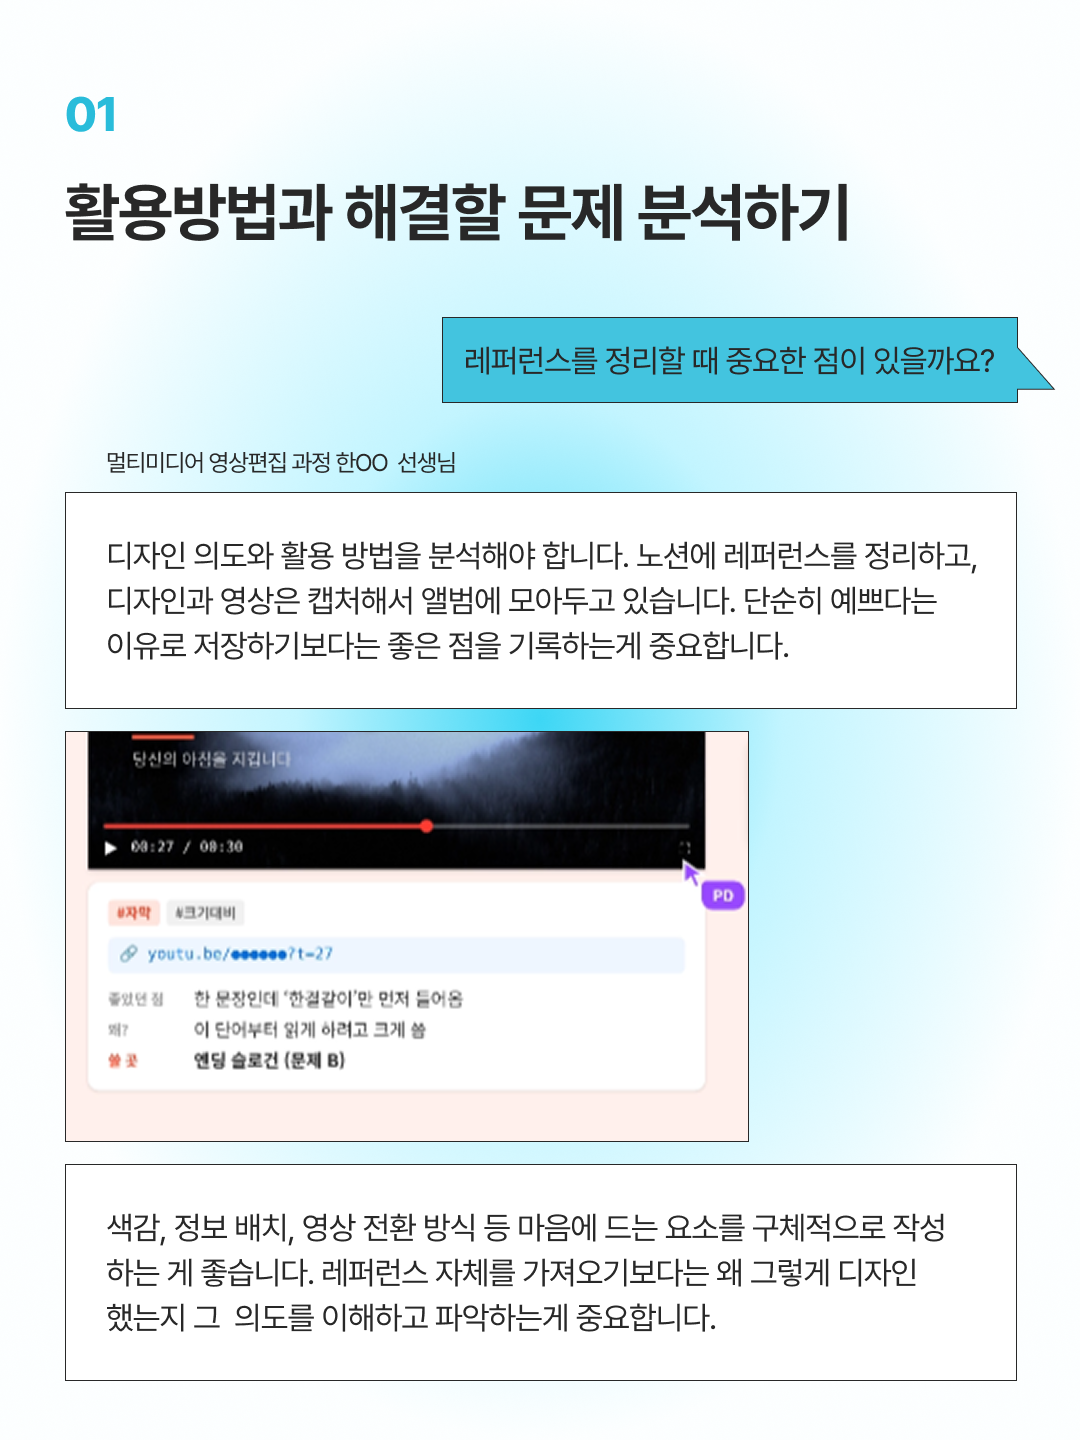 01
활용방법과 해결할 문제 분석하기
레퍼런스를 정리할 때 중요한 점이 있을까요?
멀티미디어 영상편집 과정 한OO 선생님
디자인 의도와 활용 방법을 분석해야 합니다. 노션에 레퍼런스를 정리하고,
디자인과 영상은 캡처해서 앨범에 모아두고 있습니다. 단순히 예쁘다는
이유로 저장하기보다는 좋은 점을 기록하는게 중요합니다.
당신의 아침을 지킵니다
00:27 / 00:30
PD
#자막 #크기대비
youtu.be/●●●●●●?t=27
좋았던 점 한 문장인데 ‘한결같이’만 먼저 들어옴
왜? 이 단어부터 읽게 하려고 크게 씀
쓸 곳 엔딩 슬로건 (문제 B)
색감, 정보 배치, 영상 전환 방식 등 마음에 드는 요소를 구체적으로 작성
하는 게 좋습니다. 레퍼런스 자체를 가져오기보다는 왜 그렇게 디자인
했는지 그 의도를 이해하고 파악하는게 중요합니다.